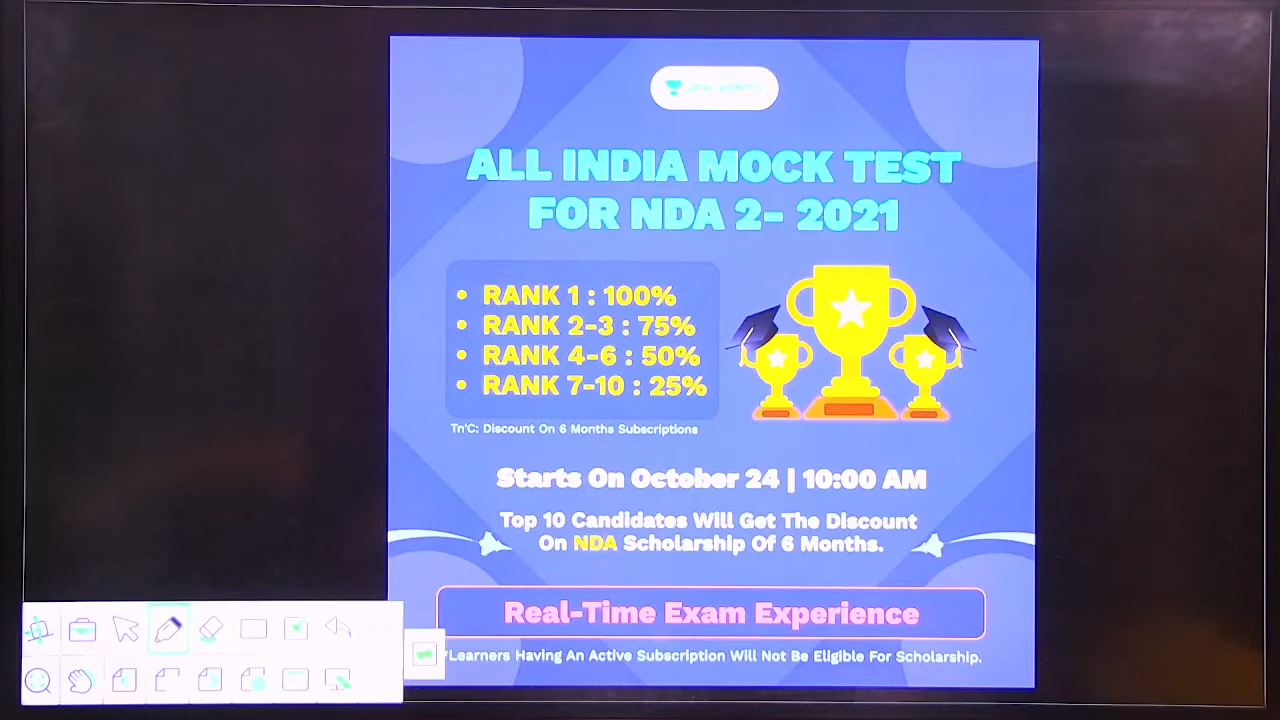 ALL INDIA MOCK TEST
FOR NDA 2- 2021
• RANK 1 : 100%
• RANK 2-3 : 75%
• RANK 4-6 : 50%
• RANK 7-10 : 25%
Tn'C: Discount On 6 Months Subscriptions
Starts On October 24 | 10:00 AM
Top 10 Candidates Will Get The Discount
On NDA Scholarship Of 6 Months.
Real-Time Exam Experience
*Learners Having An Active Subscription Will Not Be Eligible For Scholarship.